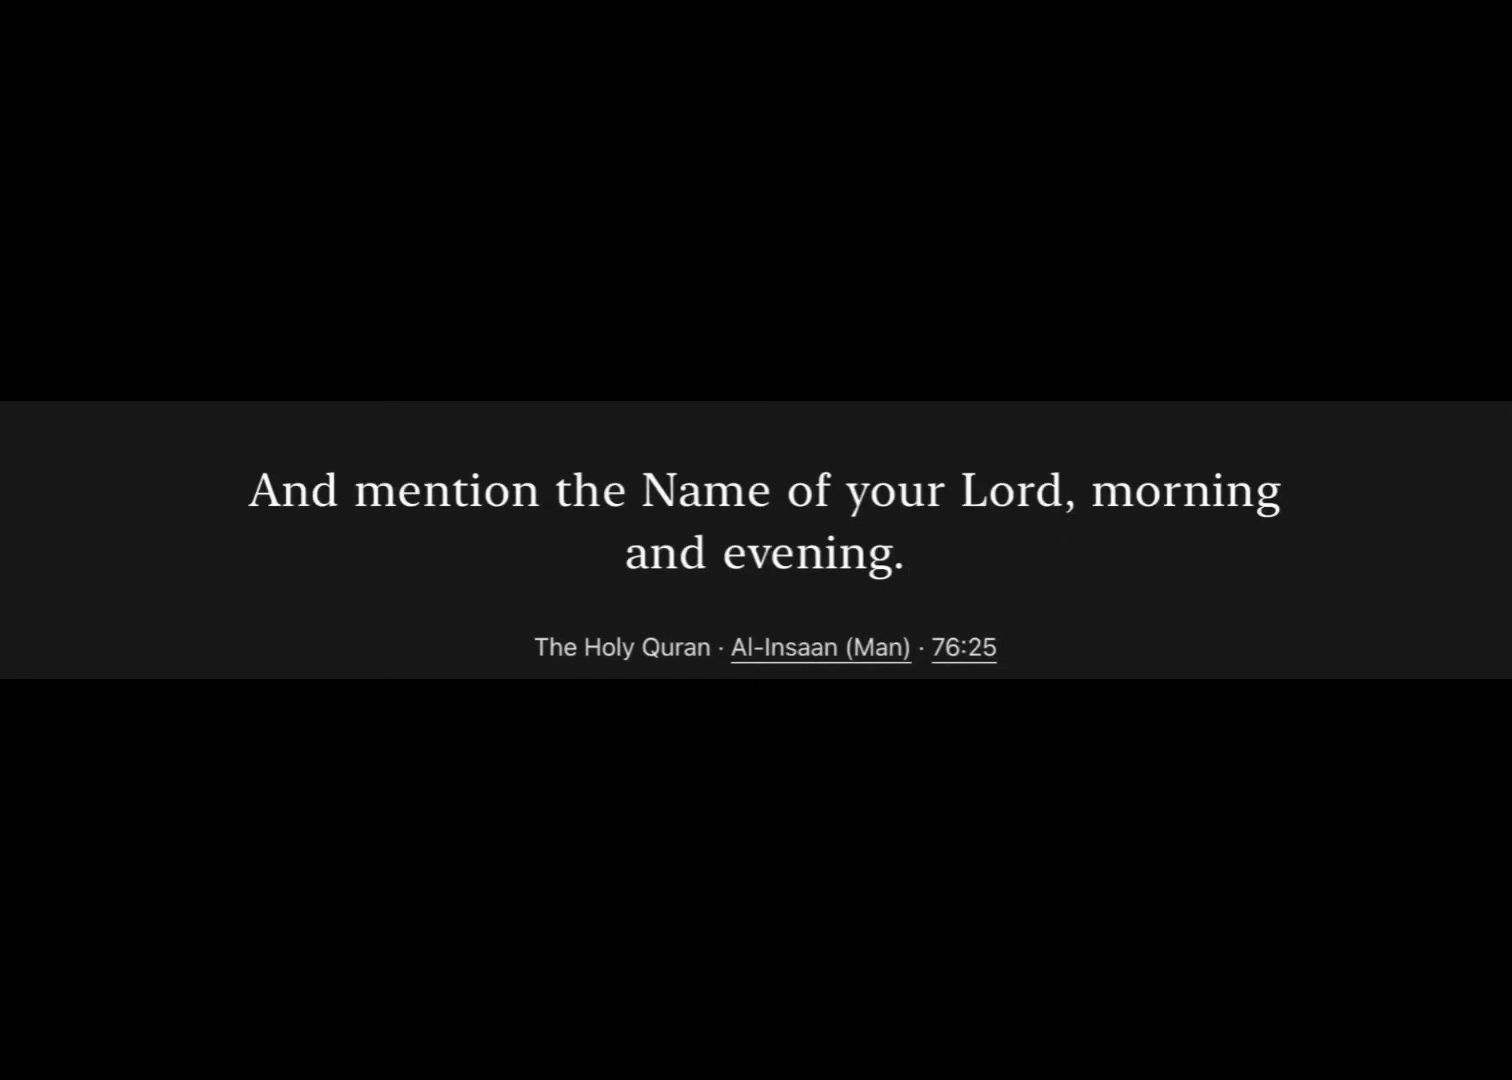 And mention the Name of your Lord, morning
and evening.
The Holy Quran · Al-Insaan (Man) · 76:25